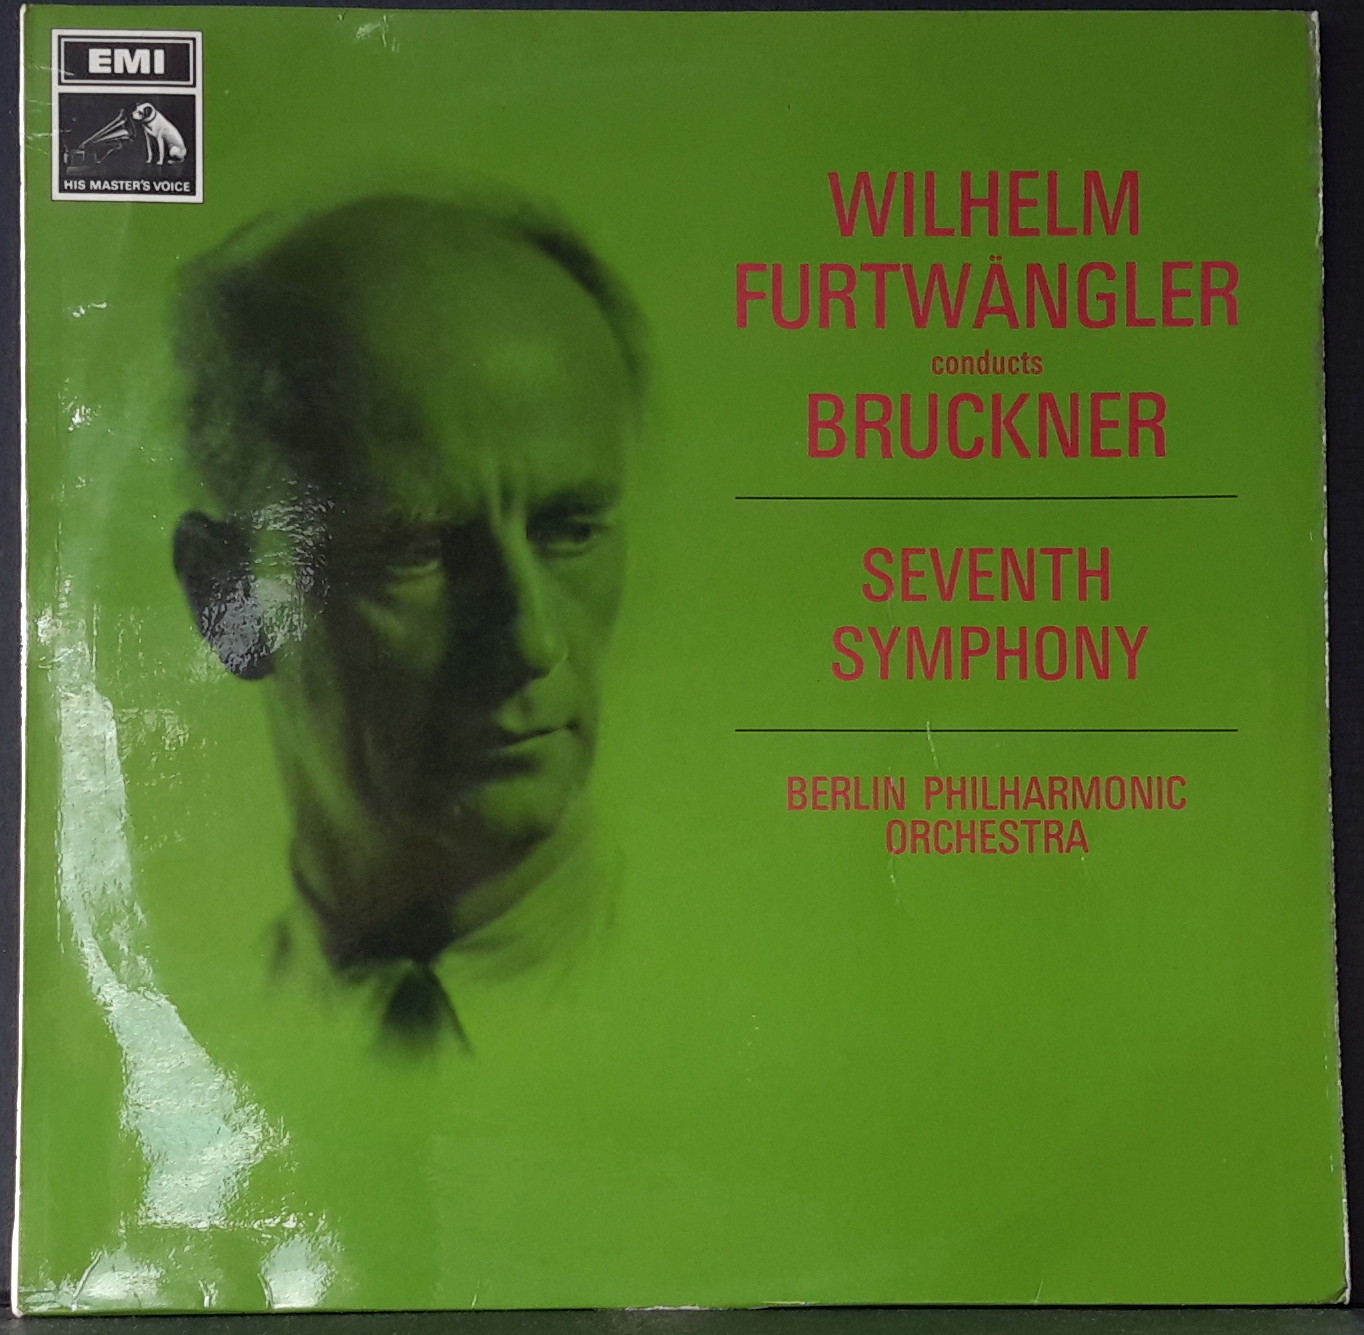 EMI
HIS MASTER'S VOICE
WILHELM
FURTWÄNGLER
conducts
BRUCKNER
SEVENTH
SYMPHONY
BERLIN PHILHARMONIC
ORCHESTRA